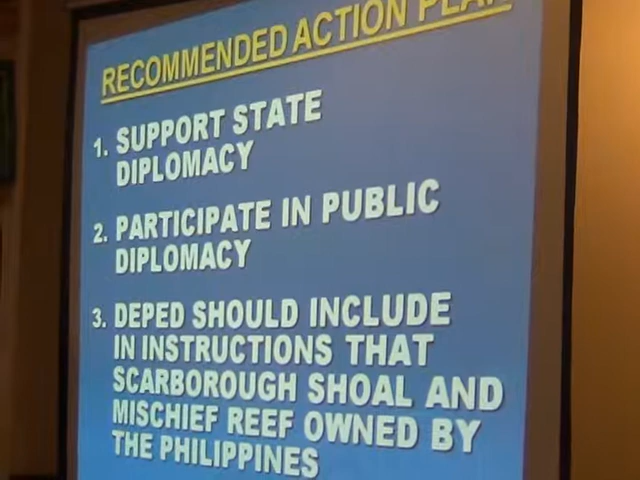 RECOMMENDED ACTION PLAN
1. SUPPORT STATE
DIPLOMACY
2. PARTICIPATE IN PUBLIC
DIPLOMACY
3. DEPED SHOULD INCLUDE
IN INSTRUCTIONS THAT
SCARBOROUGH SHOAL AND
MISCHIEF REEF OWNED BY
THE PHILIPPINES